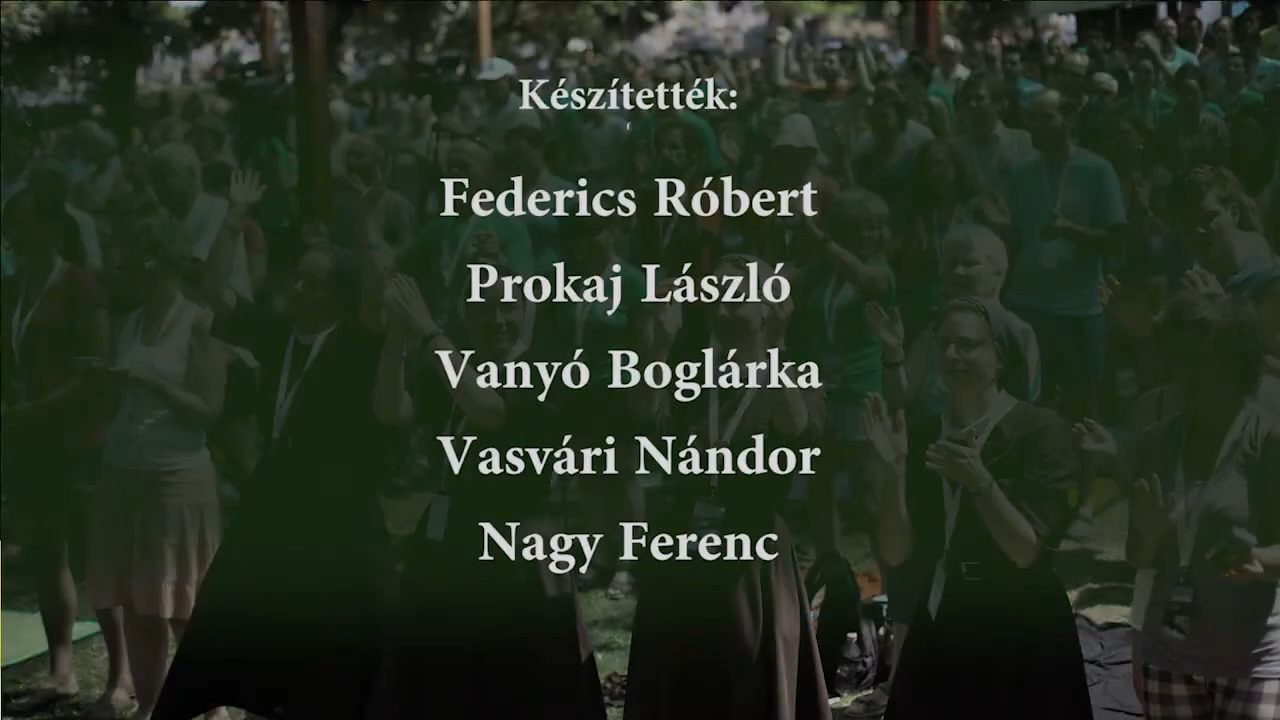 Készítették:
Federics Róbert
Prokaj László
Vanyó Boglárka
Vasvári Nándor
Nagy Ferenc